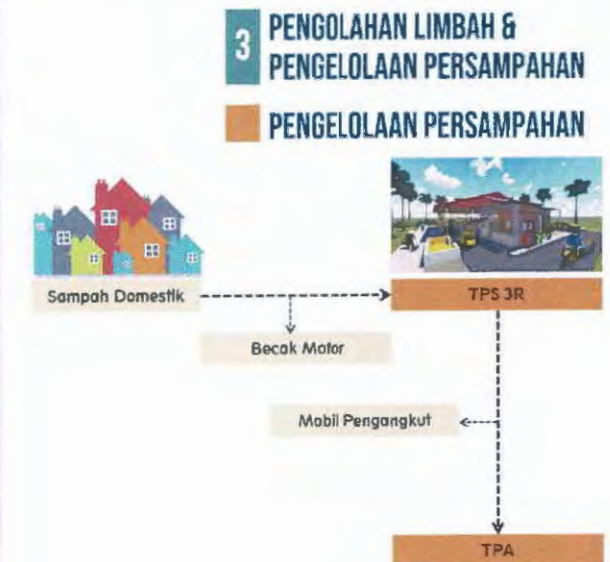 3 PENGOLAHAN LIMBAH &
PENGELOLAAN PERSAMPAHAN
PENGELOLAAN PERSAMPAHAN
Sampah Domestik
TPS 3R
Becak Motor
Mobil Pengangkut
TPA